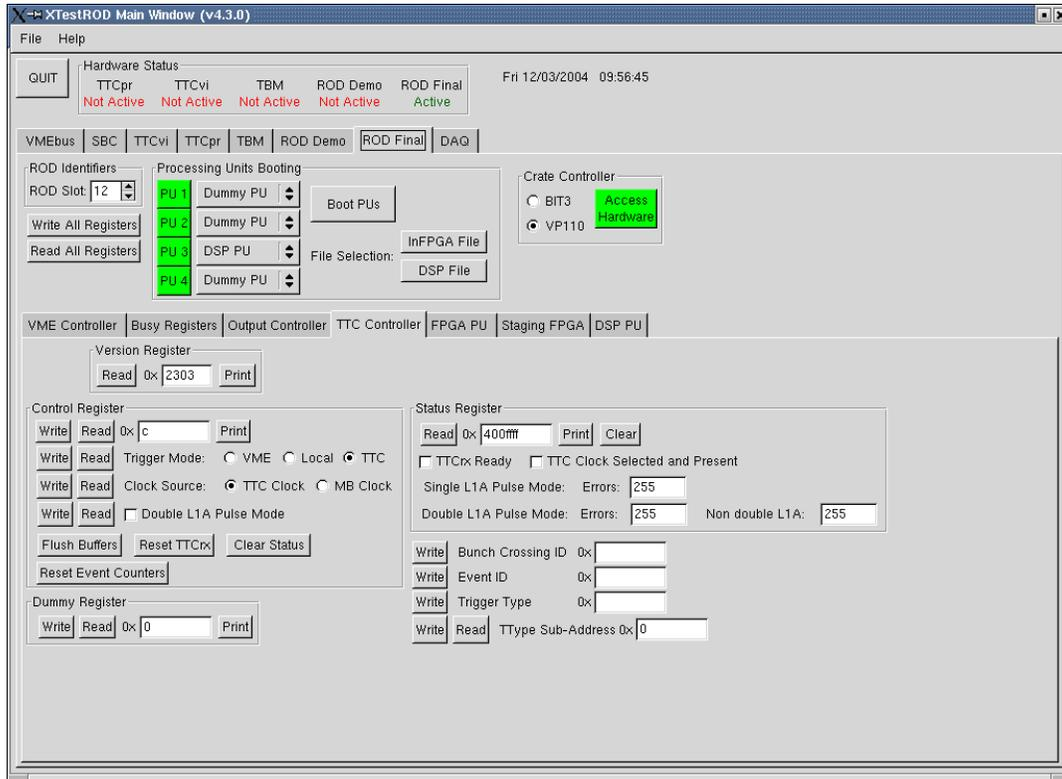 XTestROD Main Window (v4.3.0)
File Help
QUIT
Hardware Status
TTCpr TTCvi TBM ROD Demo ROD Final
Not Active Not Active Not Active Not Active Active
Fri 12/03/2004 09:56:45
VMEbus SBC TTCvi TTCpr TBM ROD Demo ROD Final DAQ
ROD Identifiers
ROD Slot: 12
Write All Registers
Read All Registers
Processing Units Booting
PU 1 Dummy PU
PU 2 Dummy PU
PU 3 DSP PU
PU 4 Dummy PU
Boot PUs
File Selection: InFPGA File
DSP File
Crate Controller
BIT3
VP110
Access
Hardware
VME Controller Busy Registers Output Controller TTC Controller FPGA PU Staging FPGA DSP PU
Version Register
Read 0x 2303 Print
Control Register
Write Read 0x c Print
Write Read Trigger Mode: VME Local TTC
Write Read Clock Source: TTC Clock MB Clock
Write Read Double L1A Pulse Mode
Flush Buffers Reset TTCrx Clear Status
Reset Event Counters
Dummy Register
Write Read 0x 0 Print
Status Register
Read 0x 400ffff Print Clear
TTCrx Ready TTC Clock Selected and Present
Single L1A Pulse Mode: Errors: 255
Double L1A Pulse Mode: Errors: 255 Non double L1A: 255
Write Bunch Crossing ID 0x
Write Event ID 0x
Write Trigger Type 0x
Write Read TType Sub-Address 0x 0